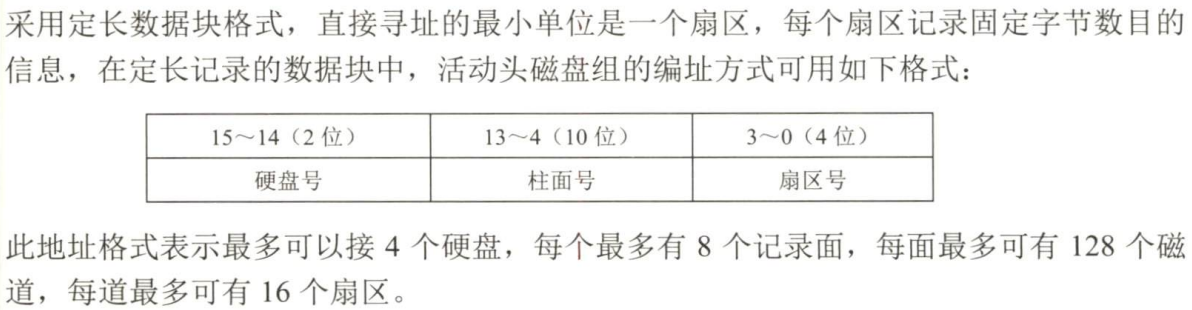 采用定长数据块格式，直接寻址的最小单位是一个扇区，每个扇区记录固定字节数目的
信息，在定长记录的数据块中，活动头磁盘组的编址方式可用如下格式：
15～14（2 位） 13～4（10 位） 3～0（4 位）
硬盘号 柱面号 扇区号
此地址格式表示最多可以接 4 个硬盘，每个最多有 8 个记录面，每面最多可有 128 个磁
道，每道最多可有 16 个扇区。